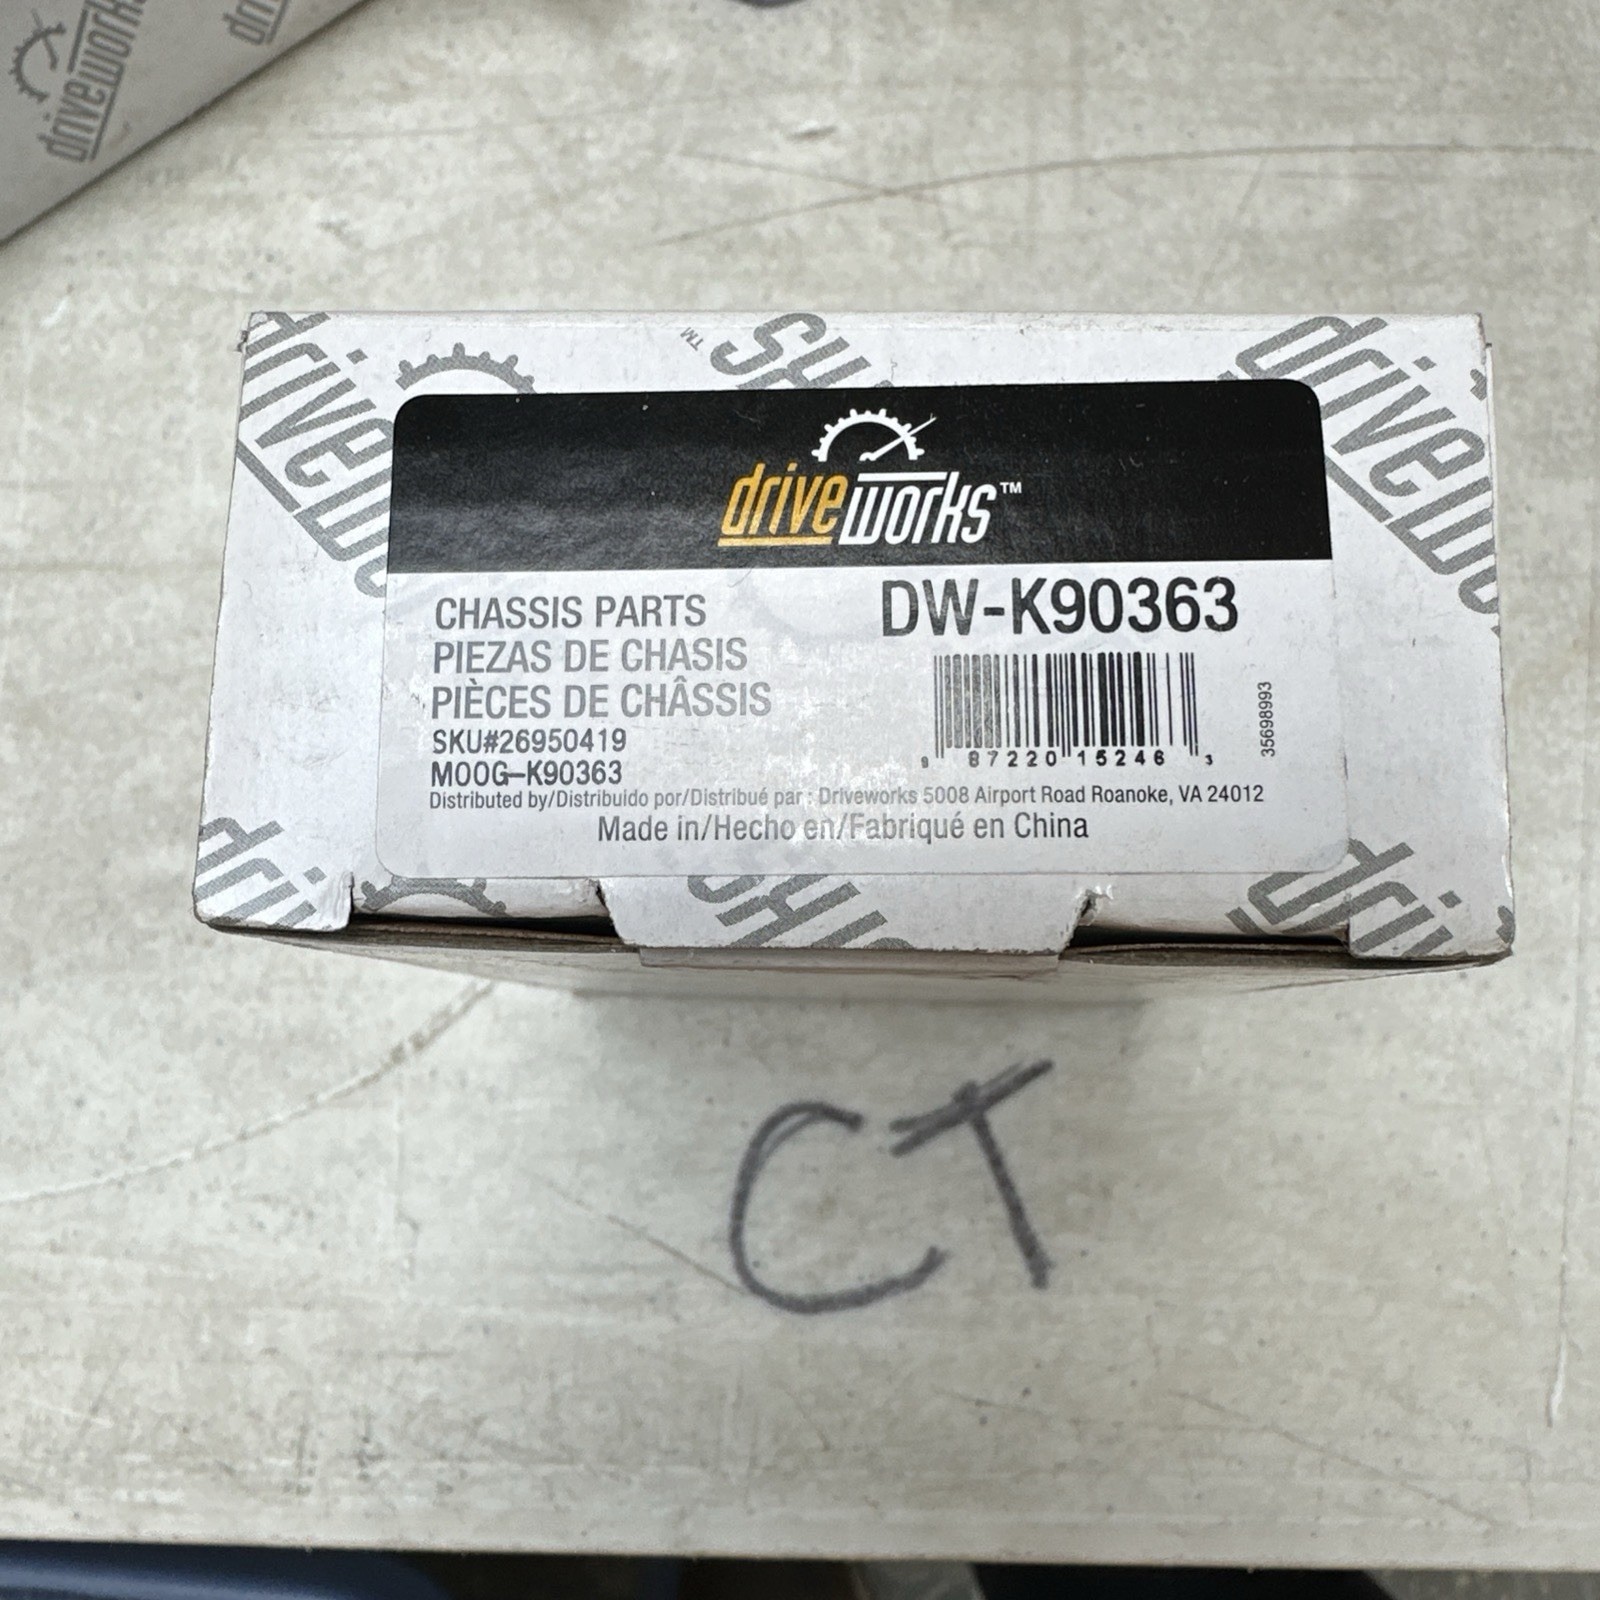 driveworks
driveworks™
CHASSIS PARTS
DW-K90363
PIEZAS DE CHASIS
PIÈCES DE CHÂSSIS
SKU#26950419
MOOG-K90363
9 87220 15246 3
35698993
Distributed by/Distribuido por/Distribué par : Driveworks 5008 Airport Road Roanoke, VA 24012
Made in/Hecho en/Fabriqué en China
CT